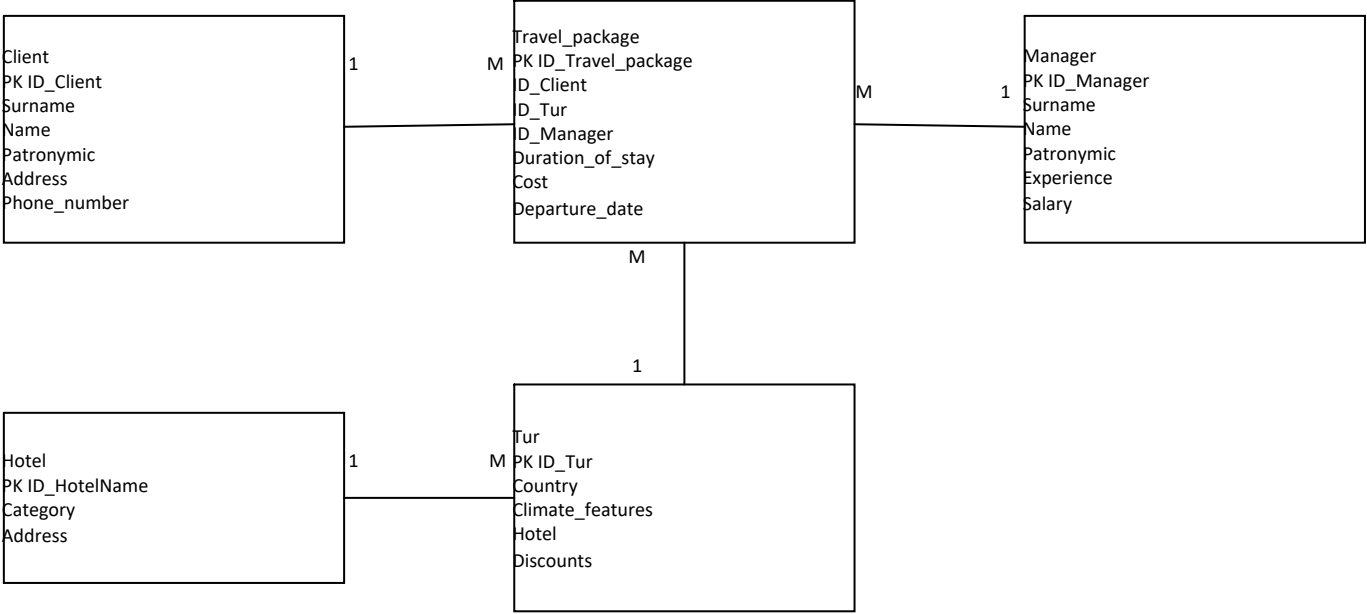 Client
PK ID_Client
Surname
Name
Patronymic
Address
Phone_number
1
M
Travel_package
PK ID_Travel_package
ID_Client
ID_Tur
ID_Manager
Duration_of_stay
Cost
Departure_date
M
1
Manager
PK ID_Manager
Surname
Name
Patronymic
Experience
Salary
M
1
Hotel
PK ID_HotelName
Category
Address
1
M
Tur
PK ID_Tur
Country
Climate_features
Hotel
Discounts